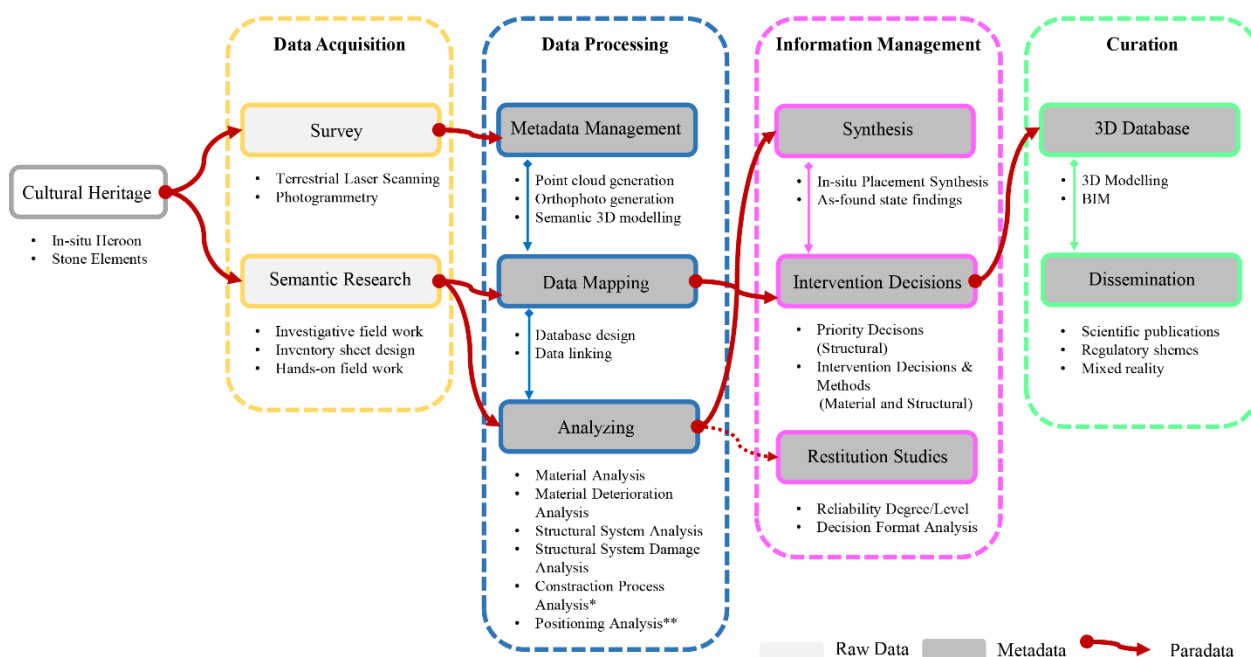 Data Acquisition
Data Processing
Information Management
Curation
Cultural Heritage
• In-situ Heroon
• Stone Elements
Survey
• Terrestrial Laser Scanning
• Photogrammetry
Semantic Research
• Investigative field work
• Inventory sheet design
• Hands-on field work
Metadata Management
• Point cloud generation
• Orthophoto generation
• Semantic 3D modelling
Data Mapping
• Database design
• Data linking
Analyzing
• Material Analysis
• Material Deterioration
Analysis
• Structural System Analysis
• Structural System Damage
Analysis
• Constraction Process
Analysis*
• Positioning Analysis**
Synthesis
• In-situ Placement Synthesis
• As-found state findings
Intervention Decisions
• Priority Decisons
(Structural)
• Intervention Decisions &
Methods
(Material and Structural)
Restitution Studies
• Reliability Degree/Level
• Decision Format Analysis
3D Database
• 3D Modelling
• BIM
Dissemination
• Scientific publications
• Regulatory shemes
• Mixed reality
Raw Data
Metadata
Paradata